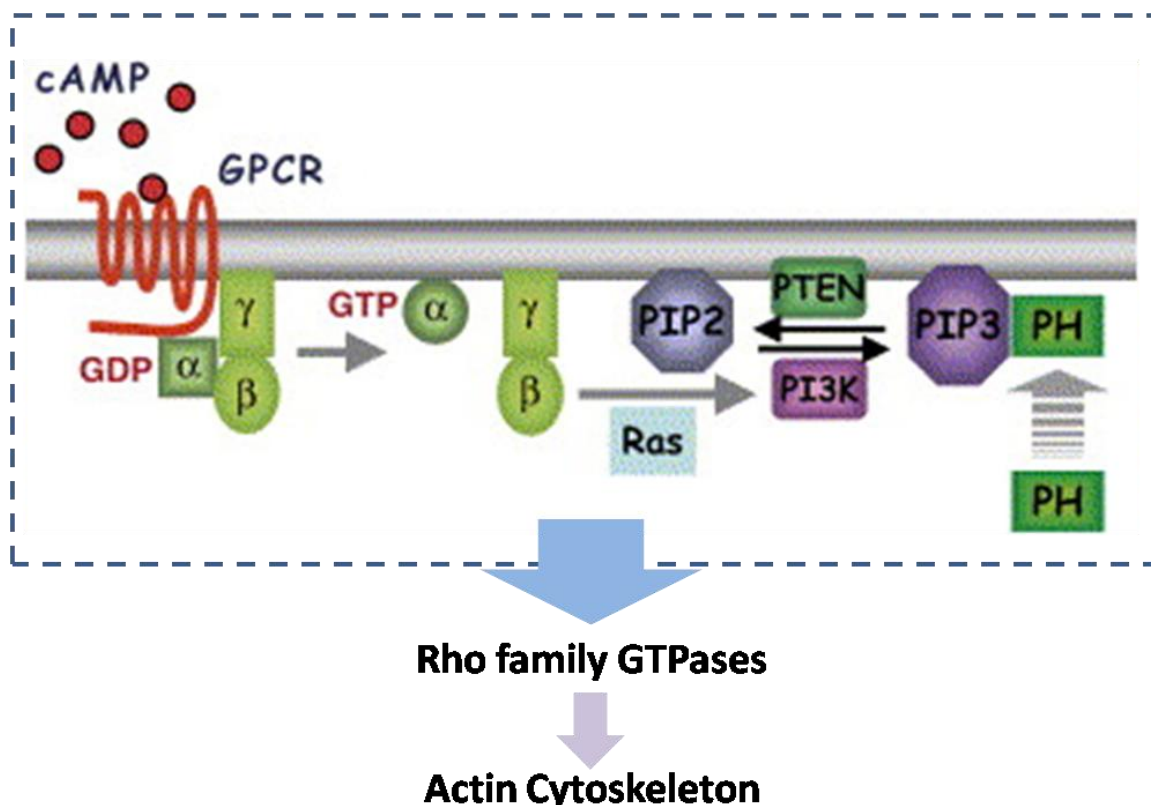 cAMP
GPCR
γ
GTP
α
γ
PIP2
PTEN
PIP3
PH
GDP
α
β
β
PI3K
Ras
PH
Rho family GTPases
Actin Cytoskeleton